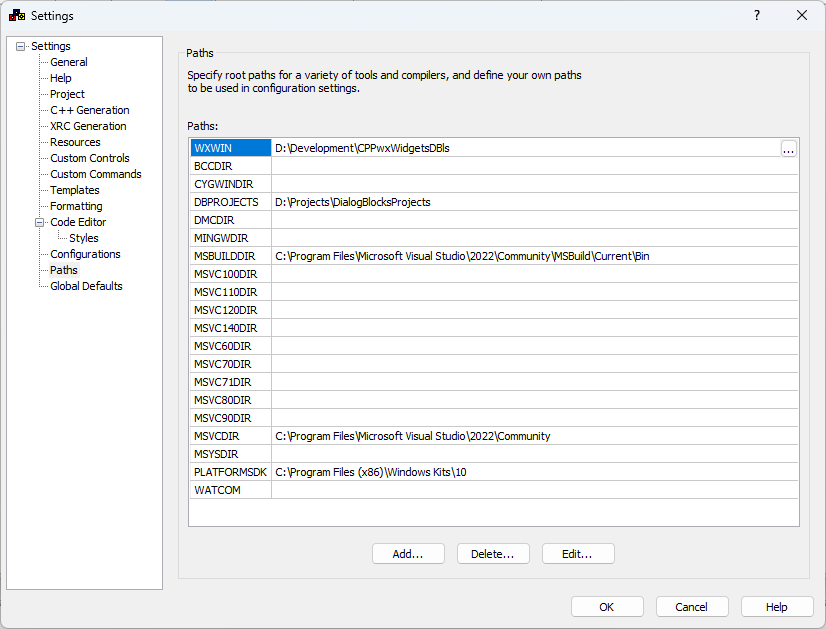 Settings
?
Settings
General
Help
Project
C++ Generation
XRC Generation
Resources
Custom Controls
Custom Commands
Templates
Formatting
Code Editor
Styles
Configurations
Paths
Global Defaults
Paths
Specify root paths for a variety of tools and compilers, and define your own paths
to be used in configuration settings.
Paths:
WXWIN D:\Development\CPPwxWidgetsDBls ...
BCCDIR
CYGWINDIR
DBPROJECTS D:\Projects\DialogBlocksProjects
DMCDIR
MINGWDIR
MSBUILDDIR C:\Program Files\Microsoft Visual Studio\2022\Community\MSBuild\Current\Bin
MSVC100DIR
MSVC110DIR
MSVC120DIR
MSVC140DIR
MSVC60DIR
MSVC70DIR
MSVC71DIR
MSVC80DIR
MSVC90DIR
MSVCDIR C:\Program Files\Microsoft Visual Studio\2022\Community
MSYSDIR
PLATFORMSDK C:\Program Files (x86)\Windows Kits\10
WATCOM
Add... Delete... Edit...
OK Cancel Help